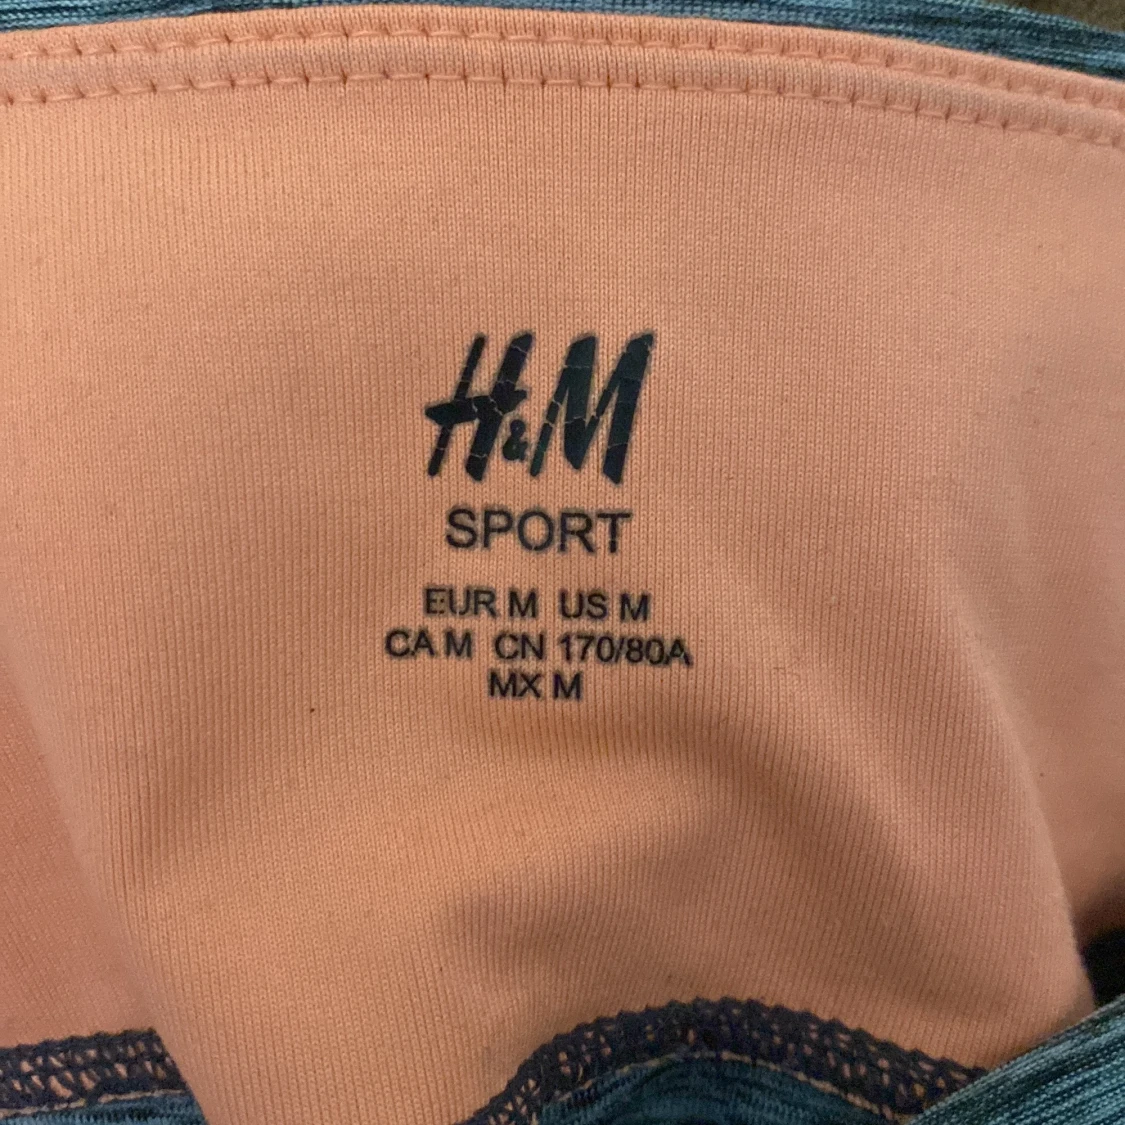 H&M
SPORT
EUR M US M
CA M CN 170/80A
MX M